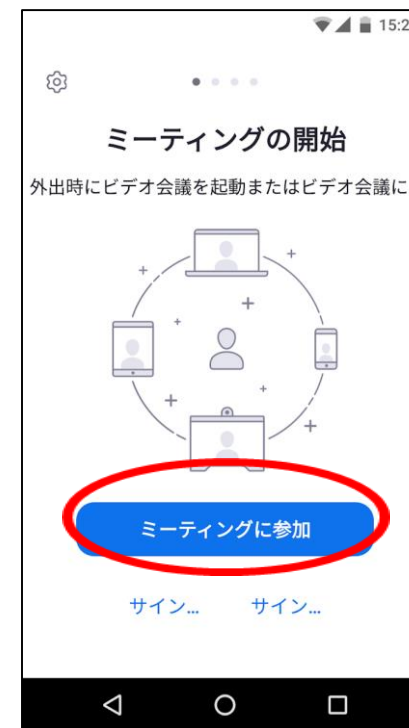 15:2
ミーティングの開始
外出時にビデオ会議を起動またはビデオ会議に
ミーティングに参加
サイン... サイン...